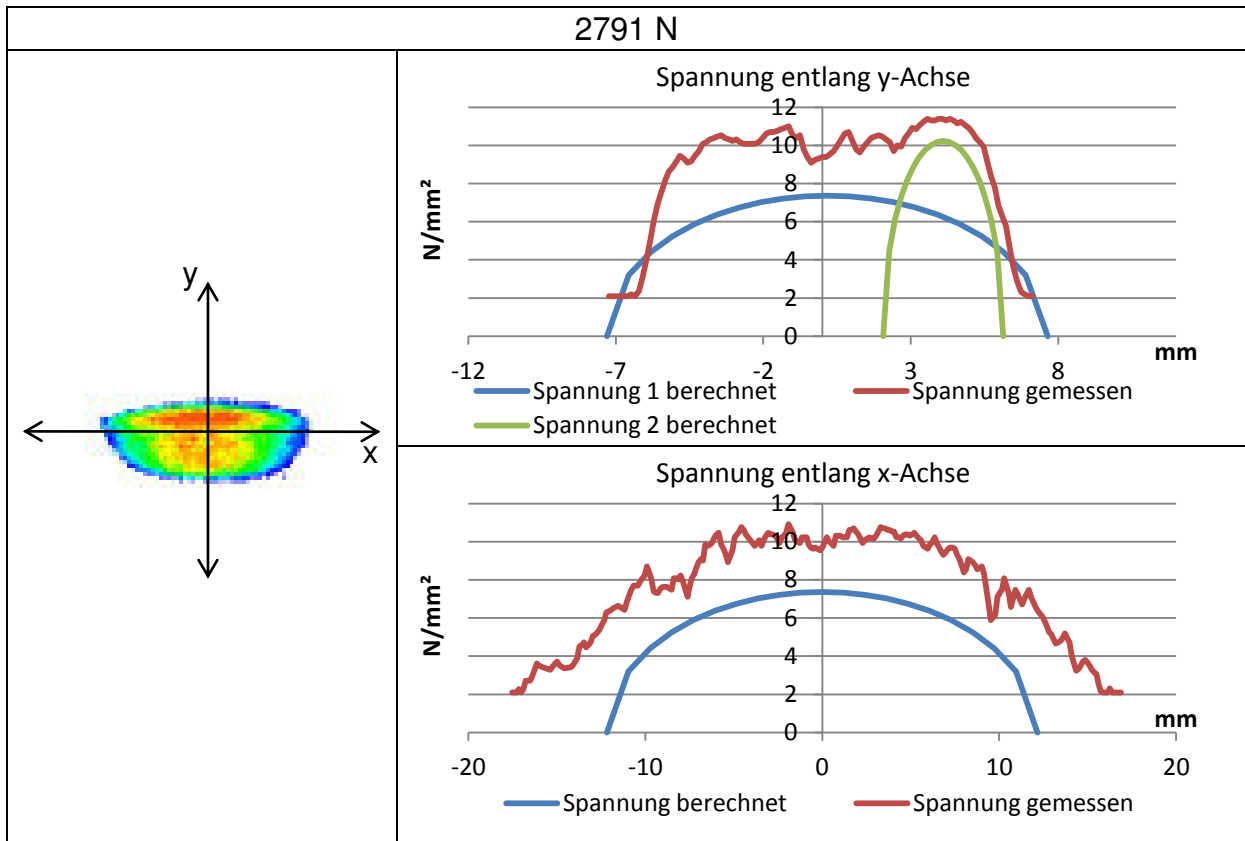 2791 N
y
x
Spannung entlang y-Achse
N/mm²
12
10
8
6
4
2
0
-12 -7 -2 3 8
mm
Spannung 1 berechnet Spannung gemessen
Spannung 2 berechnet
Spannung entlang x-Achse
N/mm²
12
10
8
6
4
2
0
mm
-20 -10 0 10 20
Spannung berechnet Spannung gemessen